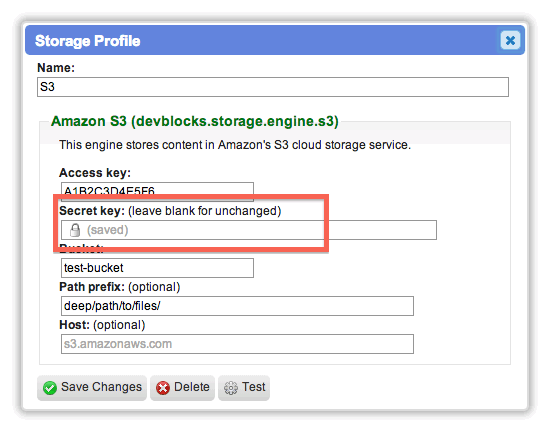 Storage Profile
Name:
S3
Amazon S3 (devblocks.storage.engine.s3)
This engine stores content in Amazon's S3 cloud storage service.
Access key:
A1B2C3D4E5F6
Secret key: (leave blank for unchanged)
(saved)
Bucket:
test-bucket
Path prefix: (optional)
deep/path/to/files/
Host: (optional)
s3.amazonaws.com
Save Changes Delete Test